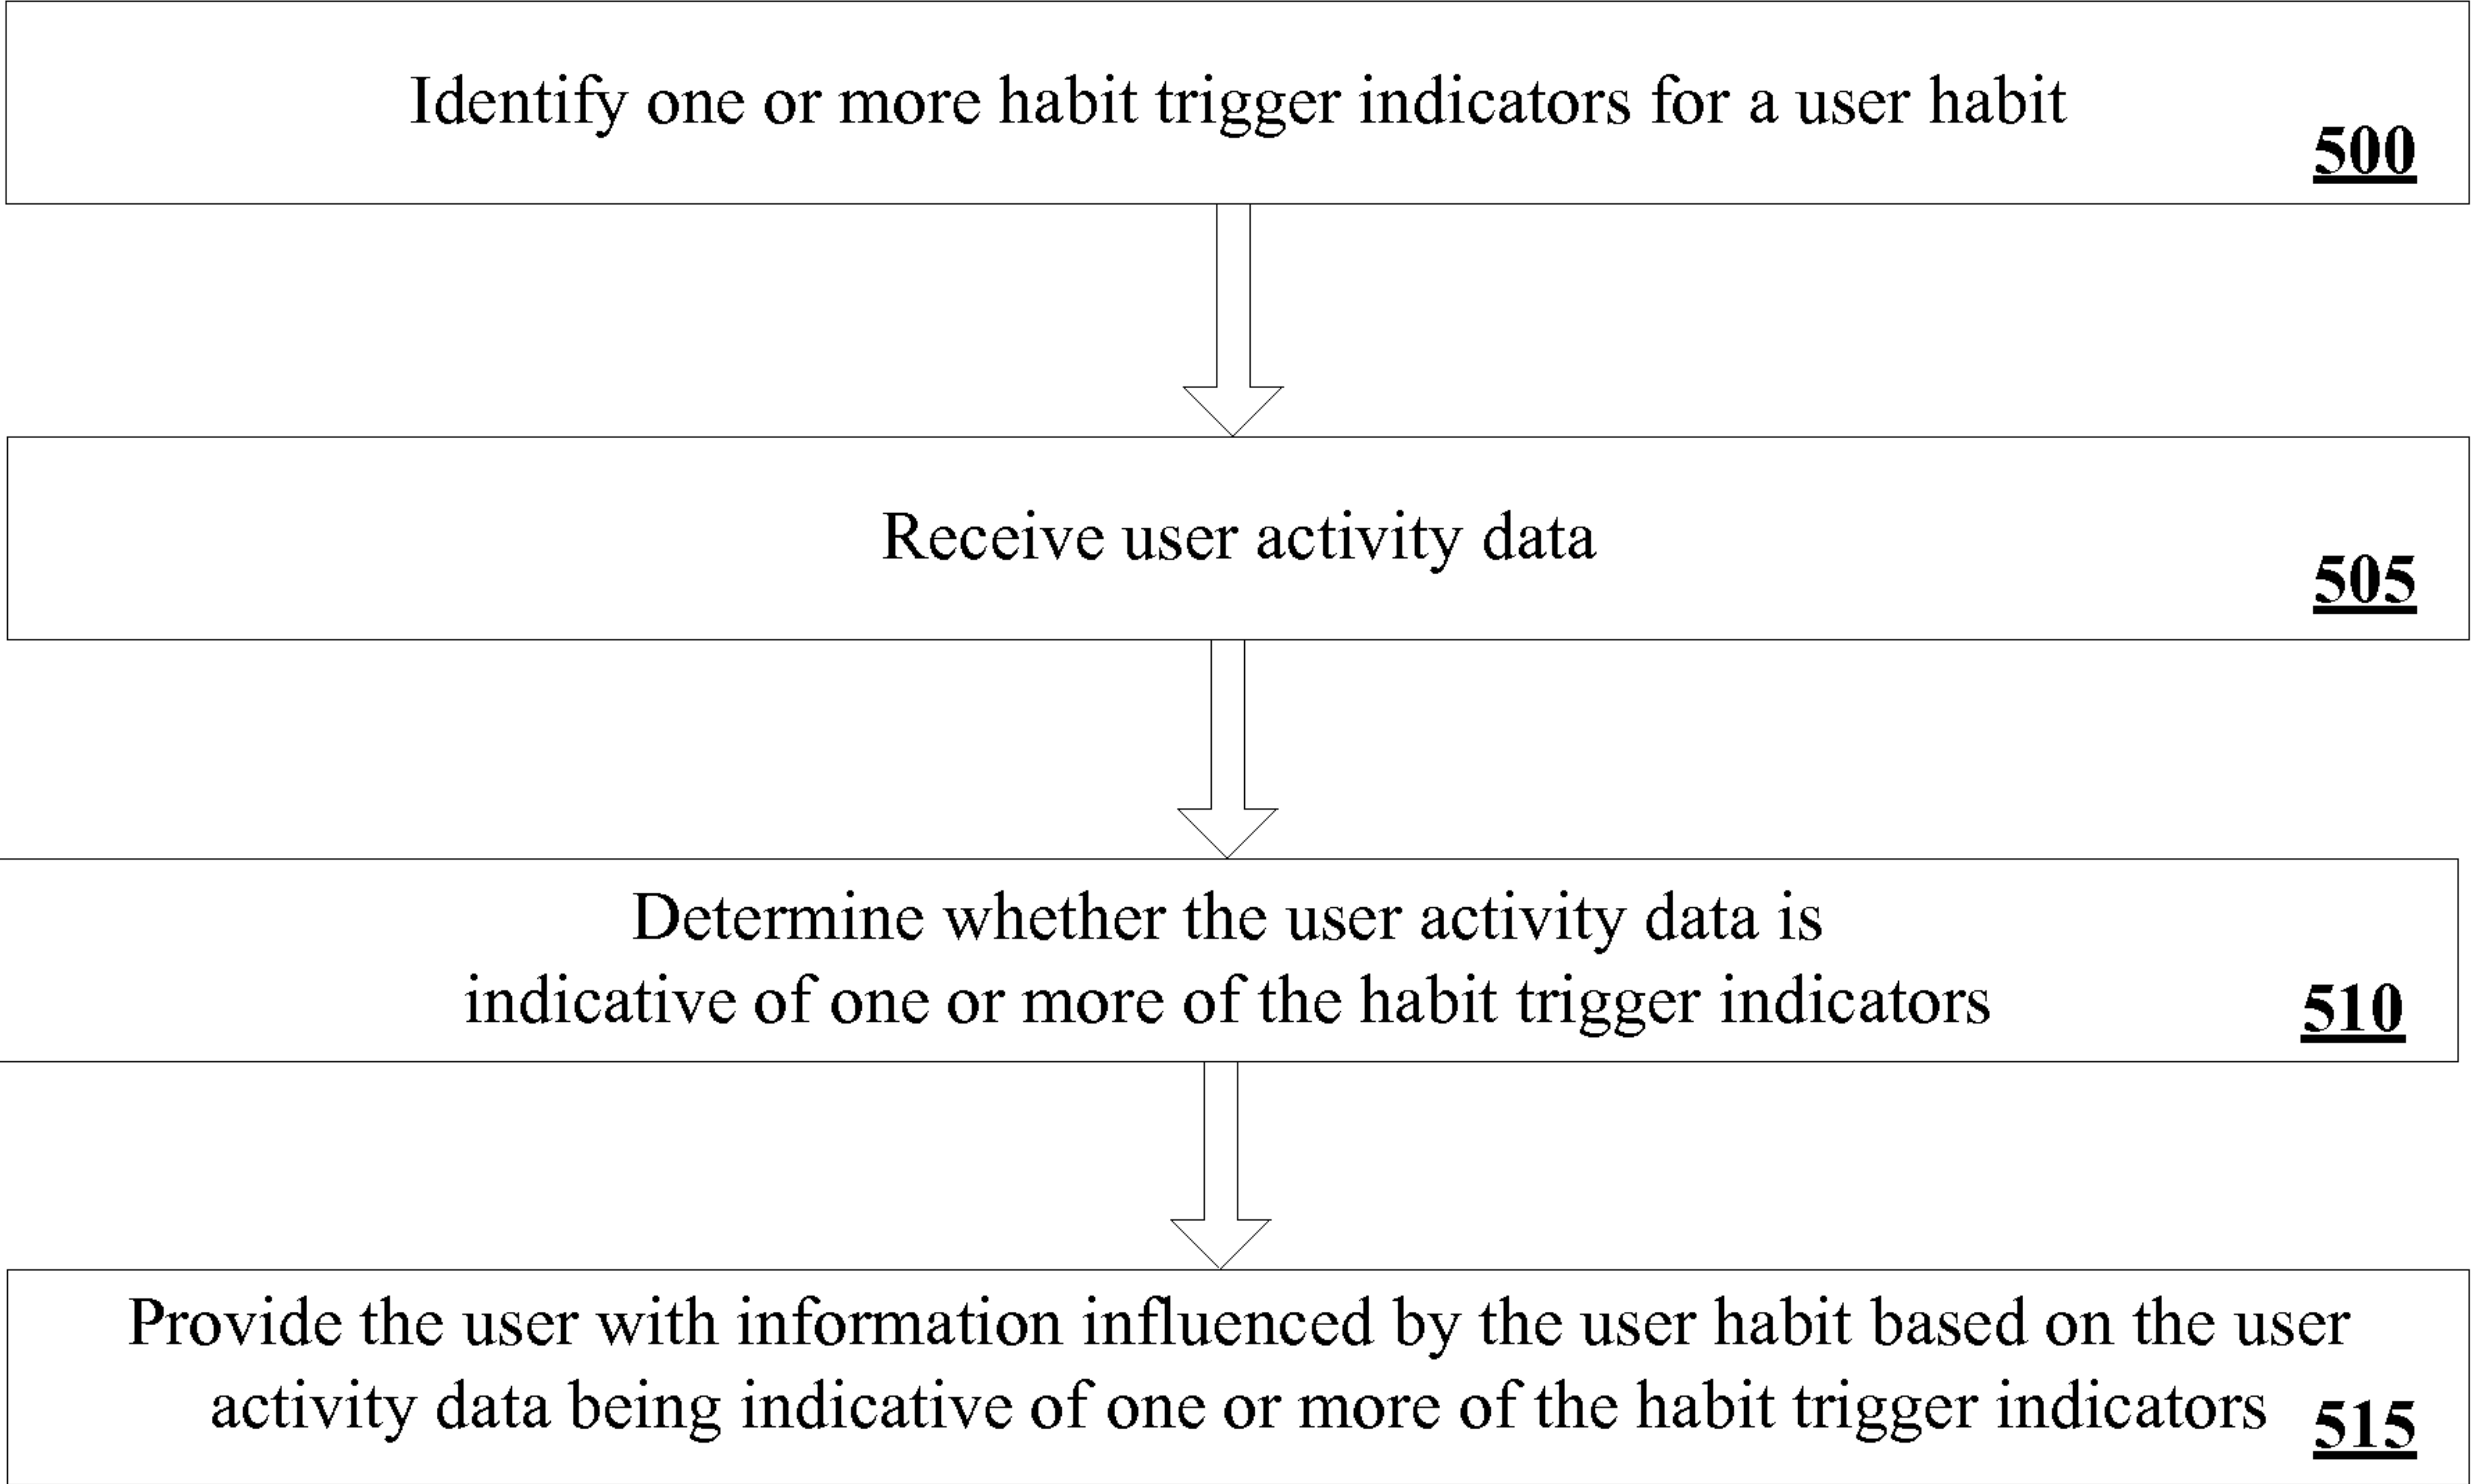 Identify one or more habit trigger indicators for a user habit
500
Receive user activity data
505
Determine whether the user activity data is
indicative of one or more of the habit trigger indicators
510
Provide the user with information influenced by the user habit based on the user
activity data being indicative of one or more of the habit trigger indicators
515